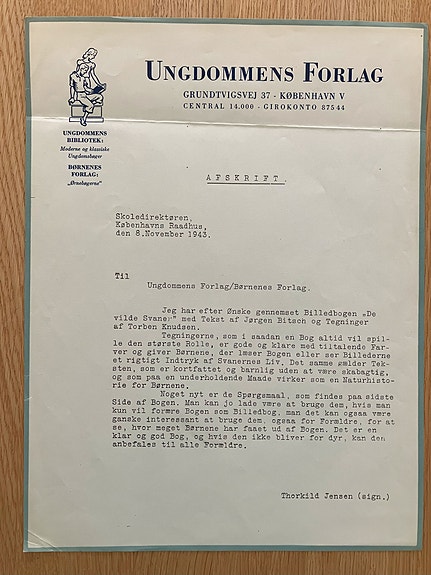 UNGDOMMENS FORLAG
GRUNDTVIGSVEJ 37 - KØBENHAVN V
CENTRAL 14.000 - GIROKONTO 87544
UNGDOMMENS
BIBLIOTEK:
Moderne og klassiske
Ungdomsbøger
BØRNENES
FORLAG:
„Ørnebøgerne"
AFSKRIFT.
Skoledirektøren,
Københavns Raadhus,
den 8.November 1943.
Til
Ungdommens Forlag/Børnenes Forlag.
Jeg har efter Ønske gennemset Billedbogen „De
vilde Svaner" med Tekst af Jørgen Bitsch og Tegninger
af Torben Knudsen.
Tegningerne, som i saadan en Bog altid vil spil-
le den største Rolle, er gode og klare med tiltalende Far-
ver og giver Børnene, der læser Bogen eller ser Billederne
et rigtigt Indtryk af Svanernes Liv. Det samme gælder Tek-
sten, som er kortfattet og barnlig uden at være skabagtig,
og som paa en underholdende Maade virker som en Naturhisto-
rie for Børnene.
Noget nyt er de Spørgsmaal, som findes paa sidste
Side af Bogen. Man kan jo lade være at bruge dem, hvis man
kun vil forære Bogen som Billedbog, men det kan ogsaa være
ganske interessant at bruge dem, ogsaa for Forældre, for at
se, hvor meget Børnene har faaet ud af Bogen. Det er en
klar og god Bog, og hvis den ikke bliver for dyr, kan den
anbefales til alle Forældre.
Thorkild Jensen (sign.)